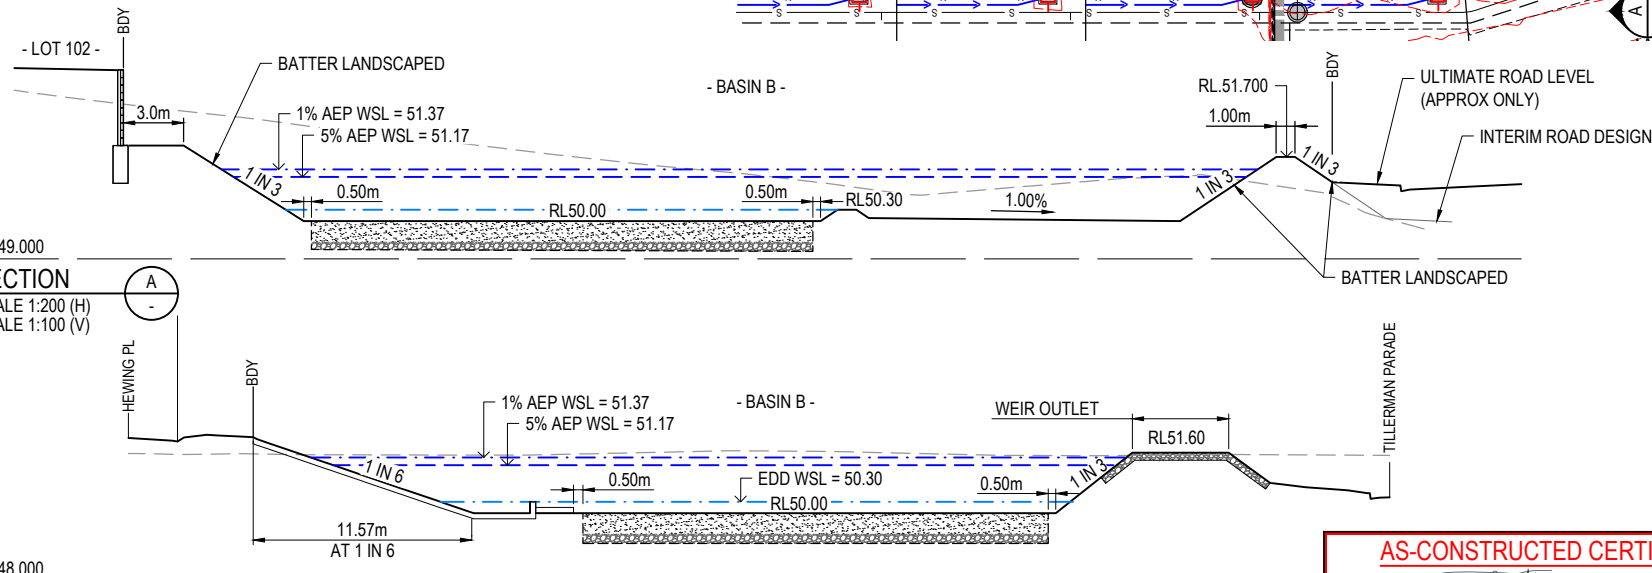 S S S S S S
A
- LOT 102 -
BDY
BATTER LANDSCAPED
- BASIN B -
BDY
ULTIMATE ROAD LEVEL
(APPROX ONLY)
RL.51.700
3.0m
1% AEP WSL = 51.37
1.00m
5% AEP WSL = 51.17
INTERIM ROAD DESIGN
1 IN 3
1 IN 3
1 IN 3
0.50m
0.50m
RL50.30
1.00%
RL50.00
49.000
BATTER LANDSCAPED
ECTION
A
-
ALE 1:200 (H)
ALE 1:100 (V)
HEWING PL
BDY
1% AEP WSL = 51.37
- BASIN B -
5% AEP WSL = 51.17
WEIR OUTLET
RL51.60
TILLERMAN PARADE
1 IN 6
1 IN 3
0.50m
EDD WSL = 50.30
0.50m
RL50.00
11.57m
AT 1 IN 6
48.000
AS-CONSTRUCTED CERTI